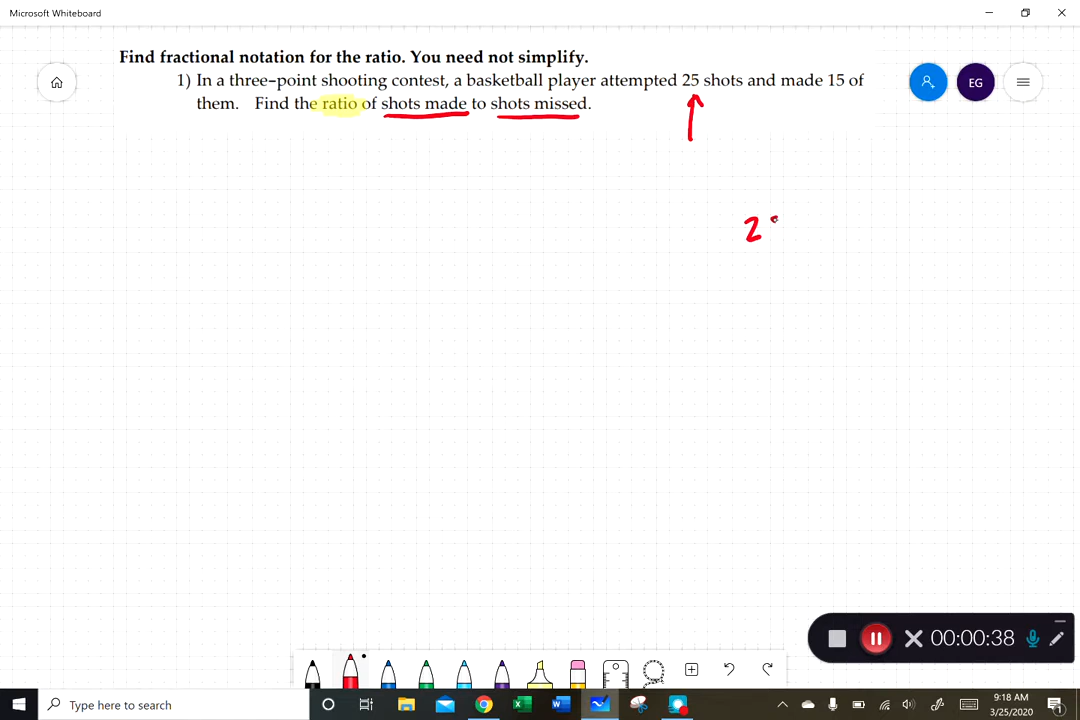 Microsoft Whiteboard
Find fractional notation for the ratio. You need not simplify.
1) In a three-point shooting contest, a basketball player attempted 25 shots and made 15 of
them. Find the ratio of shots made to shots missed.
EG
2
00:00:38
Type here to search
9:18 AM
3/25/2020